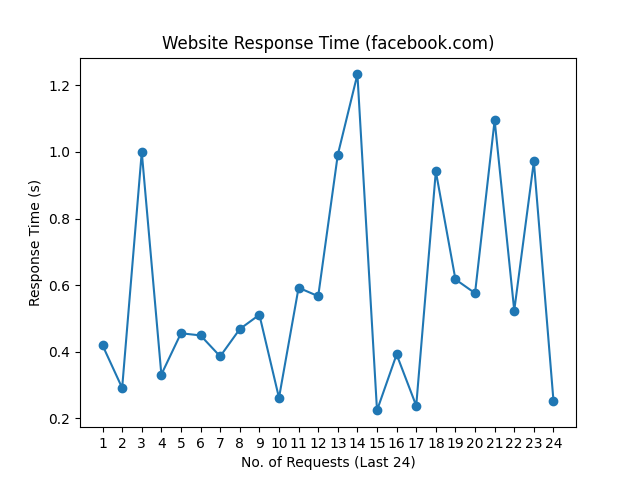 Website Response Time (facebook.com)
Response Time (s)
1.2
1.0
0.8
0.6
0.4
0.2
1 2 3 4 5 6 7 8 9 10 11 12 13 14 15 16 17 18 19 20 21 22 23 24
No. of Requests (Last 24)